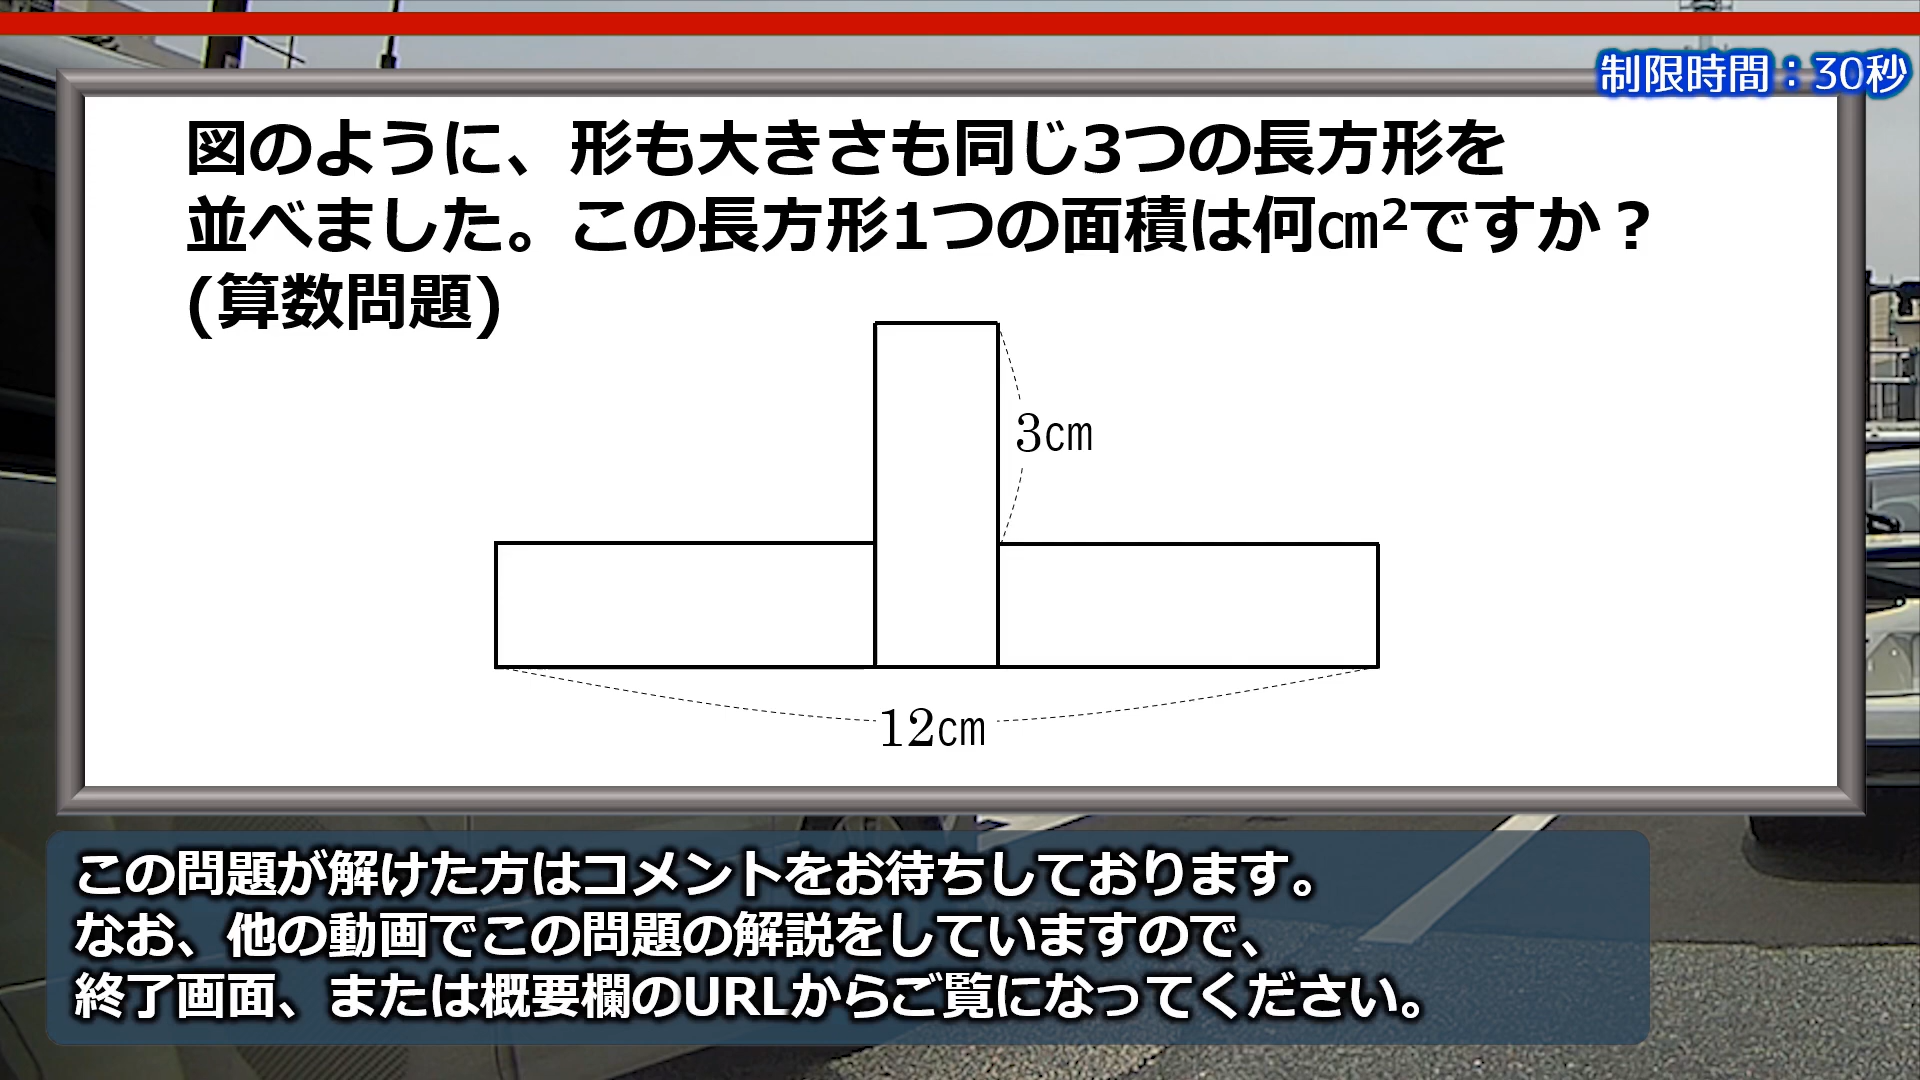 制限時間：30秒
図のように、形も大きさも同じ3つの長方形を
並べました。この長方形1つの面積は何㎝²ですか？
(算数問題)
3㎝
12㎝
この問題が解けた方はコメントをお待ちしております。
なお、他の動画でこの問題の解説をしていますので、
終了画面、または概要欄のURLからご覧になってください。